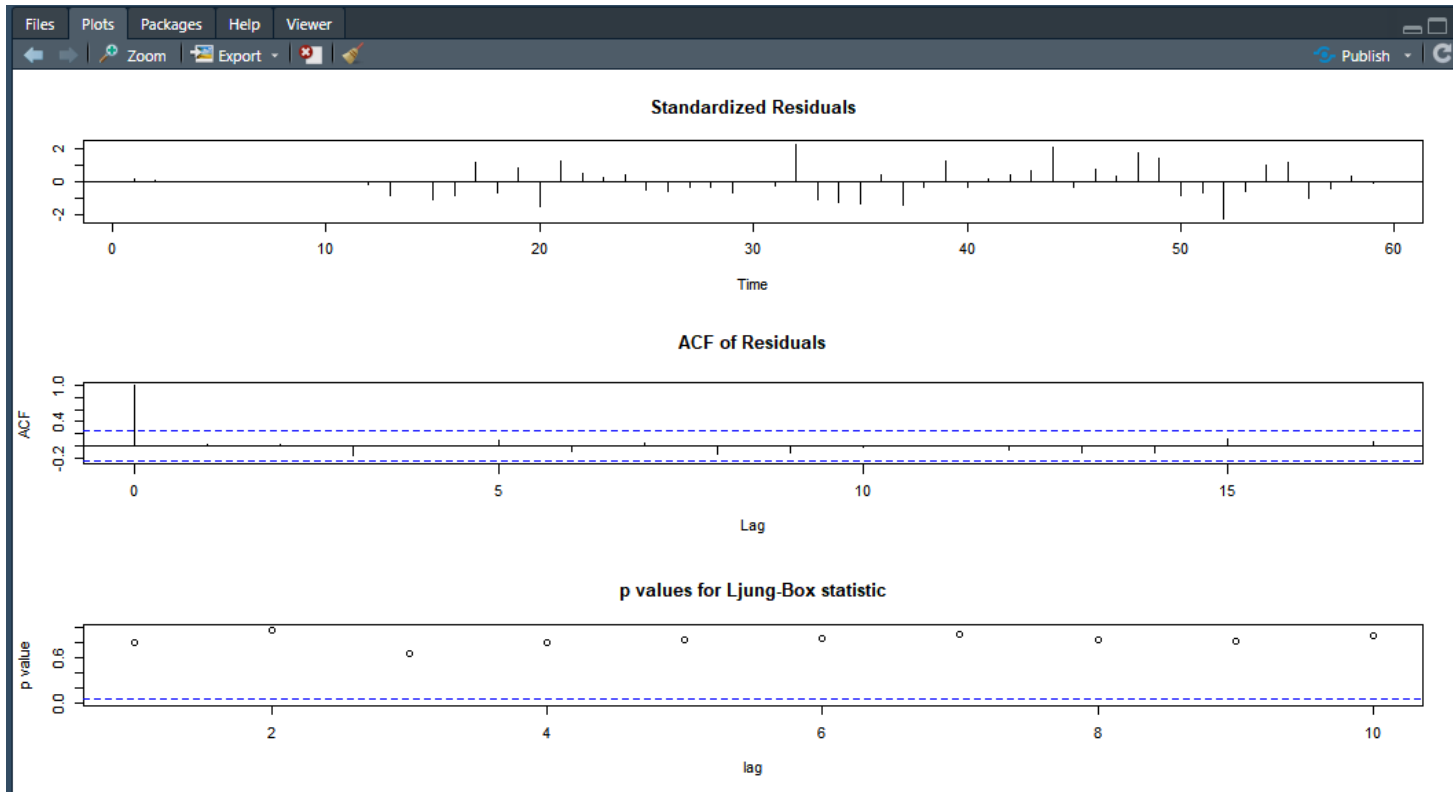 Files Plots Packages Help Viewer
Zoom Export Publish
Standardized Residuals
2
0
-2
0 10 20 30 40 50 60
Time
ACF of Residuals
ACF
1.0
0.4
-0.2
0 5 10 15
Lag
p values for Ljung-Box statistic
p value
0.6
0.0
2 4 6 8 10
lag